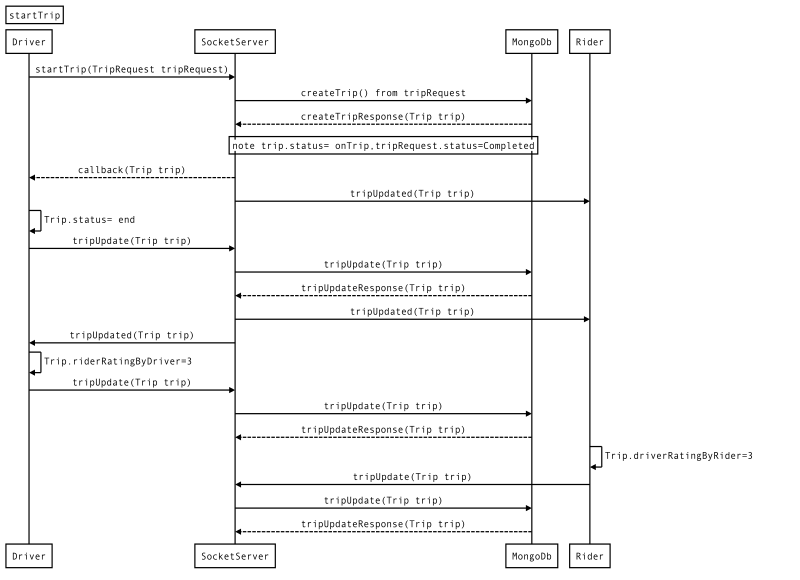 startTrip
Driver SocketServer MongoDb Rider
startTrip(TripRequest tripRequest)
createTrip() from tripRequest
createTripResponse(Trip trip)
note trip.status= onTrip,tripRequest.status=Completed
callback(Trip trip)
tripUpdated(Trip trip)
Trip.status= end
tripUpdate(Trip trip)
tripUpdate(Trip trip)
tripUpdateResponse(Trip trip)
tripUpdated(Trip trip)
tripUpdated(Trip trip)
Trip.riderRatingByDriver=3
tripUpdate(Trip trip)
tripUpdate(Trip trip)
tripUpdateResponse(Trip trip)
Trip.driverRatingByRider=3
tripUpdate(Trip trip)
tripUpdate(Trip trip)
tripUpdateResponse(Trip trip)
Driver SocketServer MongoDb Rider